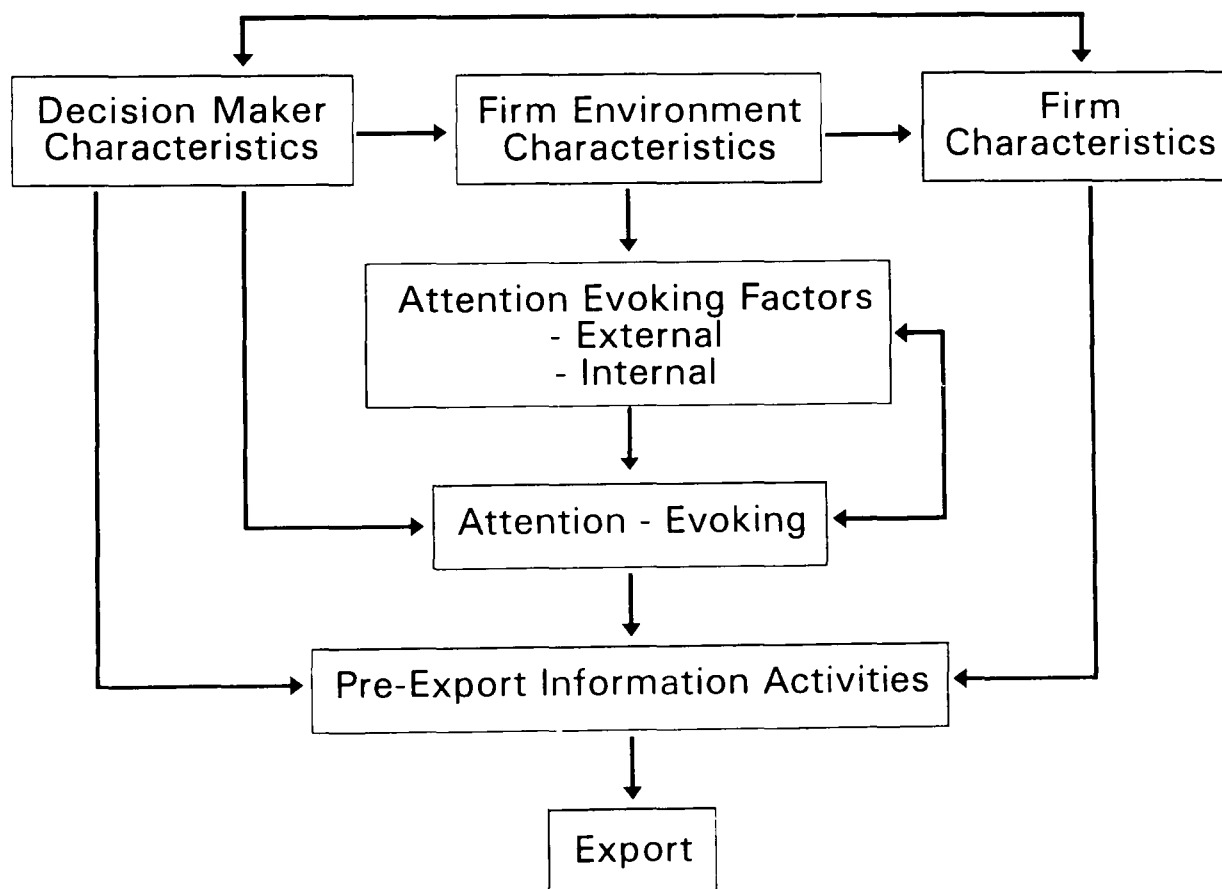 Decision Maker
Characteristics
Firm Environment
Characteristics
Firm
Characteristics
Attention Evoking Factors
- External
- Internal
Attention - Evoking
Pre-Export Information Activities
Export